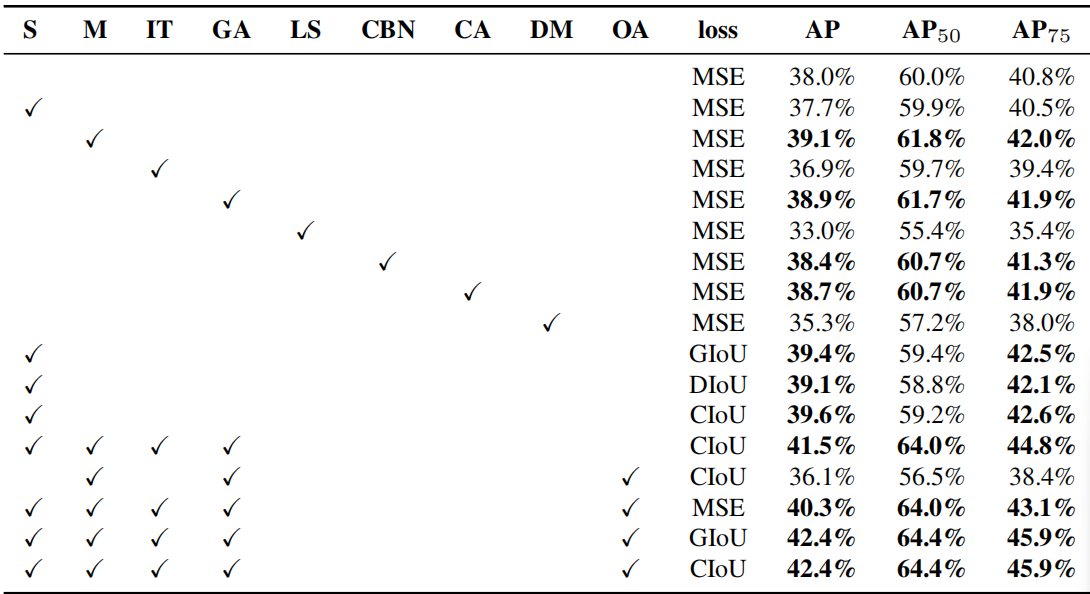 S M IT GA LS CBN CA DM OA loss AP AP50 AP75
MSE 38.0% 60.0% 40.8%
✓ MSE 37.7% 59.9% 40.5%
✓ MSE 39.1% 61.8% 42.0%
✓ MSE 36.9% 59.7% 39.4%
✓ MSE 38.9% 61.7% 41.9%
✓ MSE 33.0% 55.4% 35.4%
✓ MSE 38.4% 60.7% 41.3%
✓ MSE 38.7% 60.7% 41.9%
✓ MSE 35.3% 57.2% 38.0%
✓ GIoU 39.4% 59.4% 42.5%
✓ DIoU 39.1% 58.8% 42.1%
✓ CIoU 39.6% 59.2% 42.6%
✓ ✓ ✓ ✓ CIoU 41.5% 64.0% 44.8%
✓ ✓ ✓ CIoU 36.1% 56.5% 38.4%
✓ ✓ ✓ ✓ ✓ MSE 40.3% 64.0% 43.1%
✓ ✓ ✓ ✓ ✓ GIoU 42.4% 64.4% 45.9%
✓ ✓ ✓ ✓ ✓ CIoU 42.4% 64.4% 45.9%